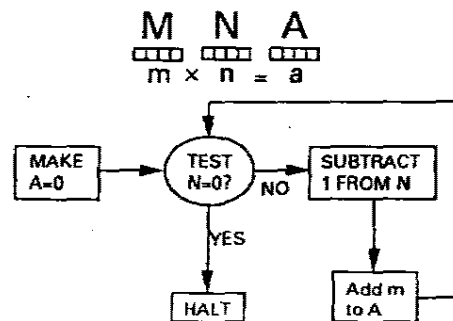 M N A
m × n = a
MAKE
A=0
TEST
N=0?
NO
SUBTRACT
1 FROM N
YES
HALT
Add m
to A